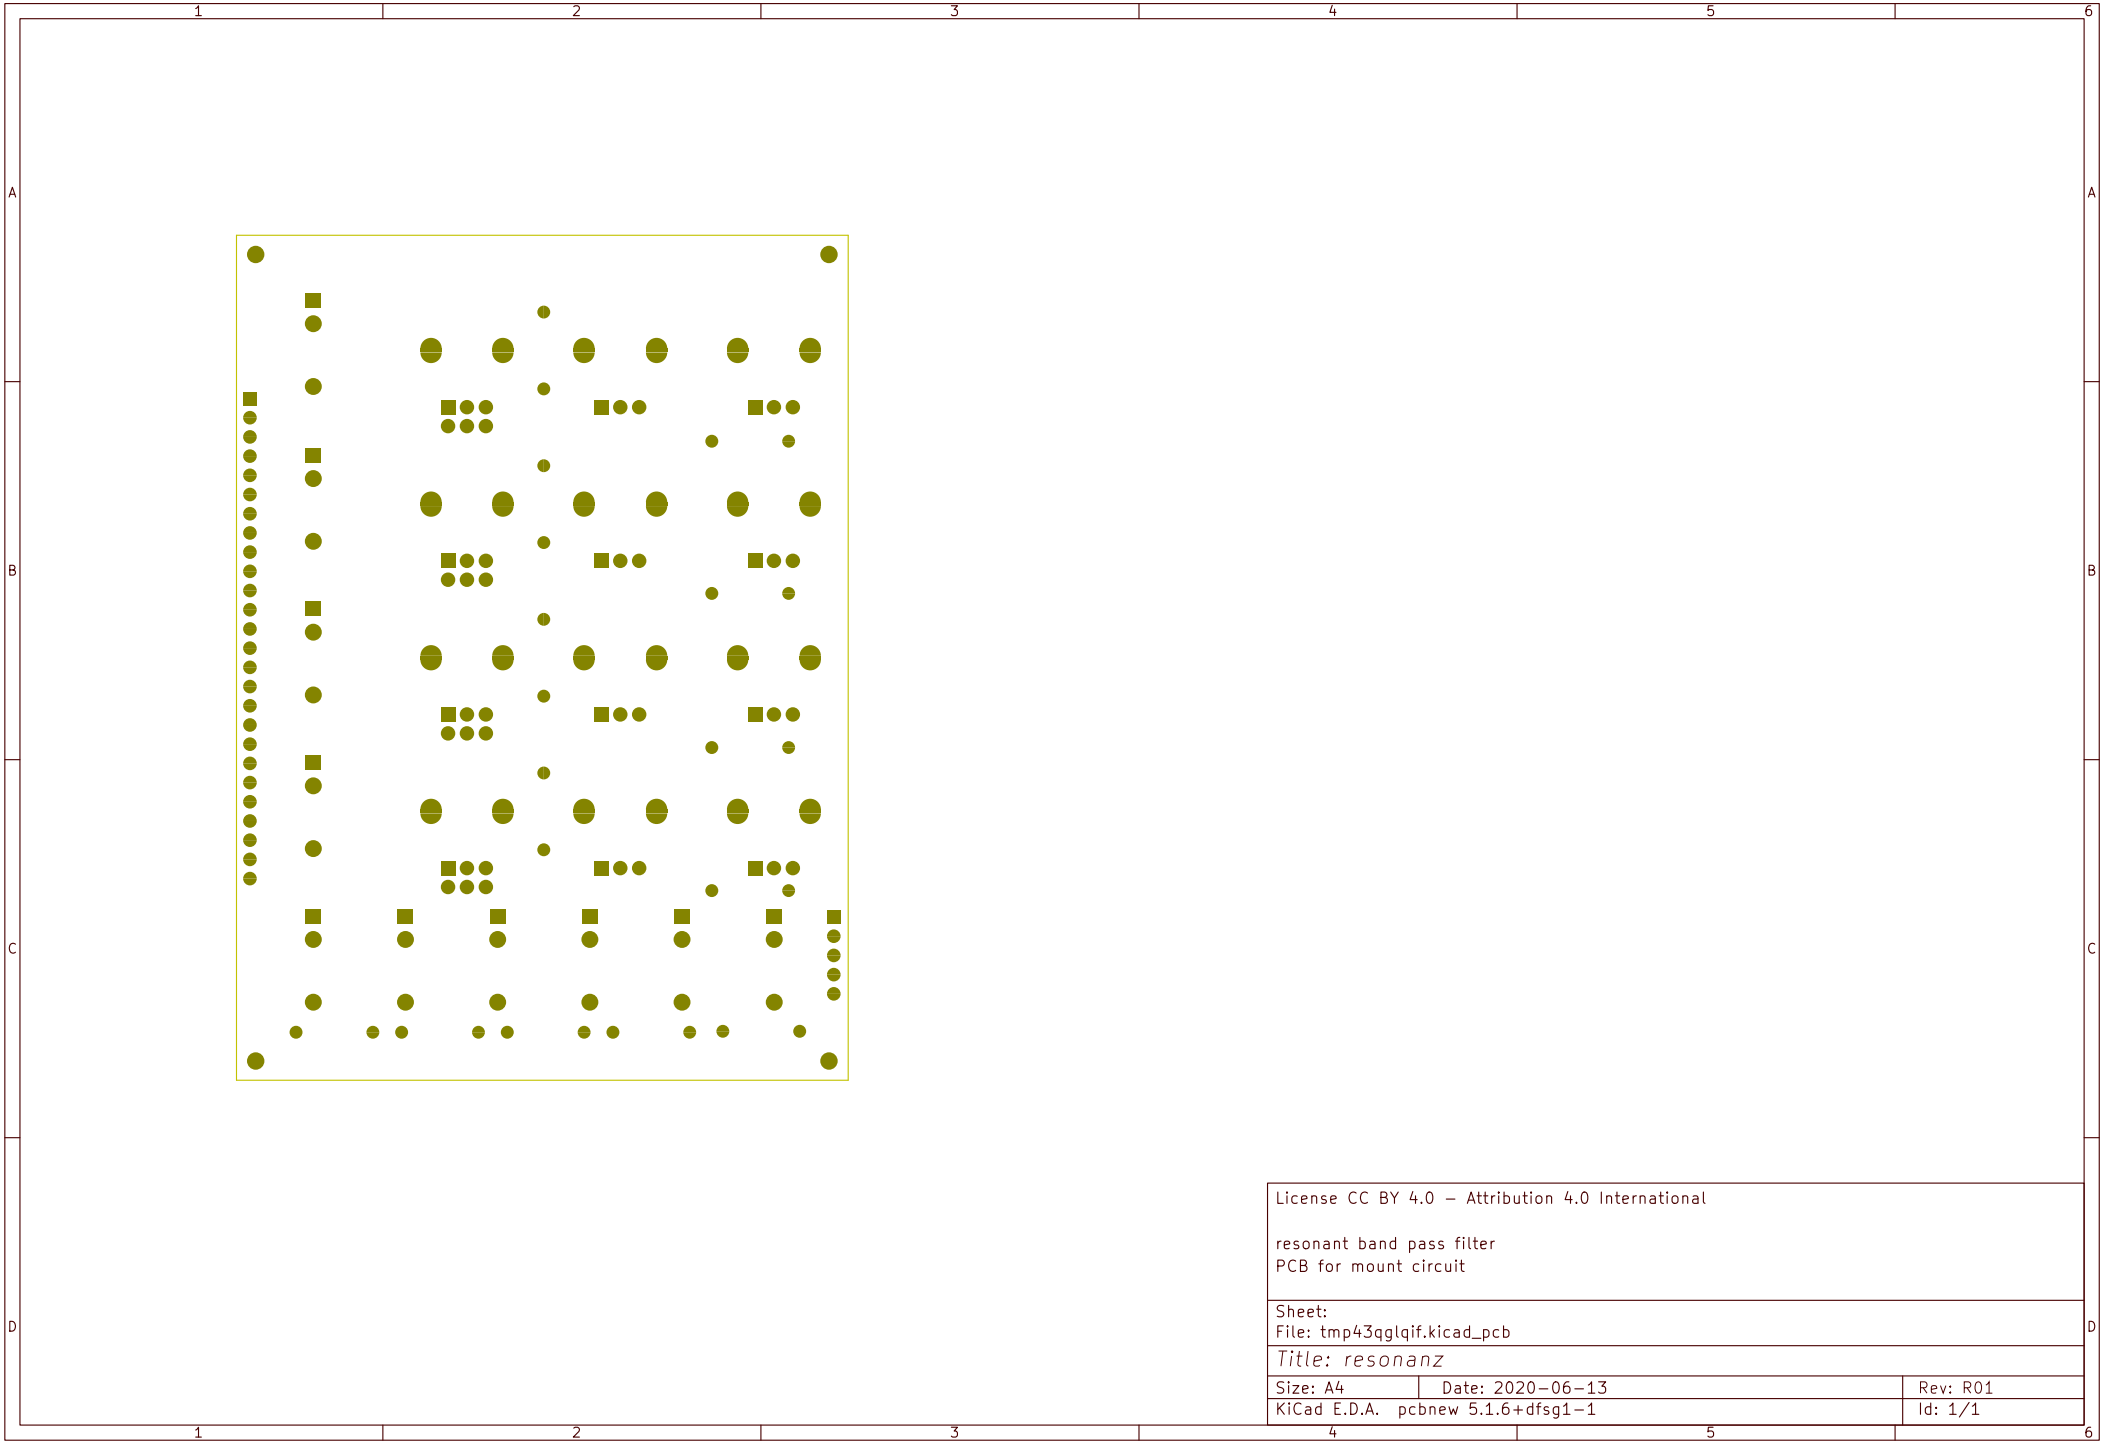 1 2 3 4 5 6
A A
B B
C C
License CC BY 4.0 - Attribution 4.0 International
resonant band pass filter
PCB for mount circuit
Sheet:
File: tmp43qglqif.kicad_pcb
D D
Title: resonanz
Size: A4 Date: 2020-06-13 Rev: R01
KiCad E.D.A. pcbnew 5.1.6+dfsg1-1 Id: 1/1
1 2 3 4 5 6